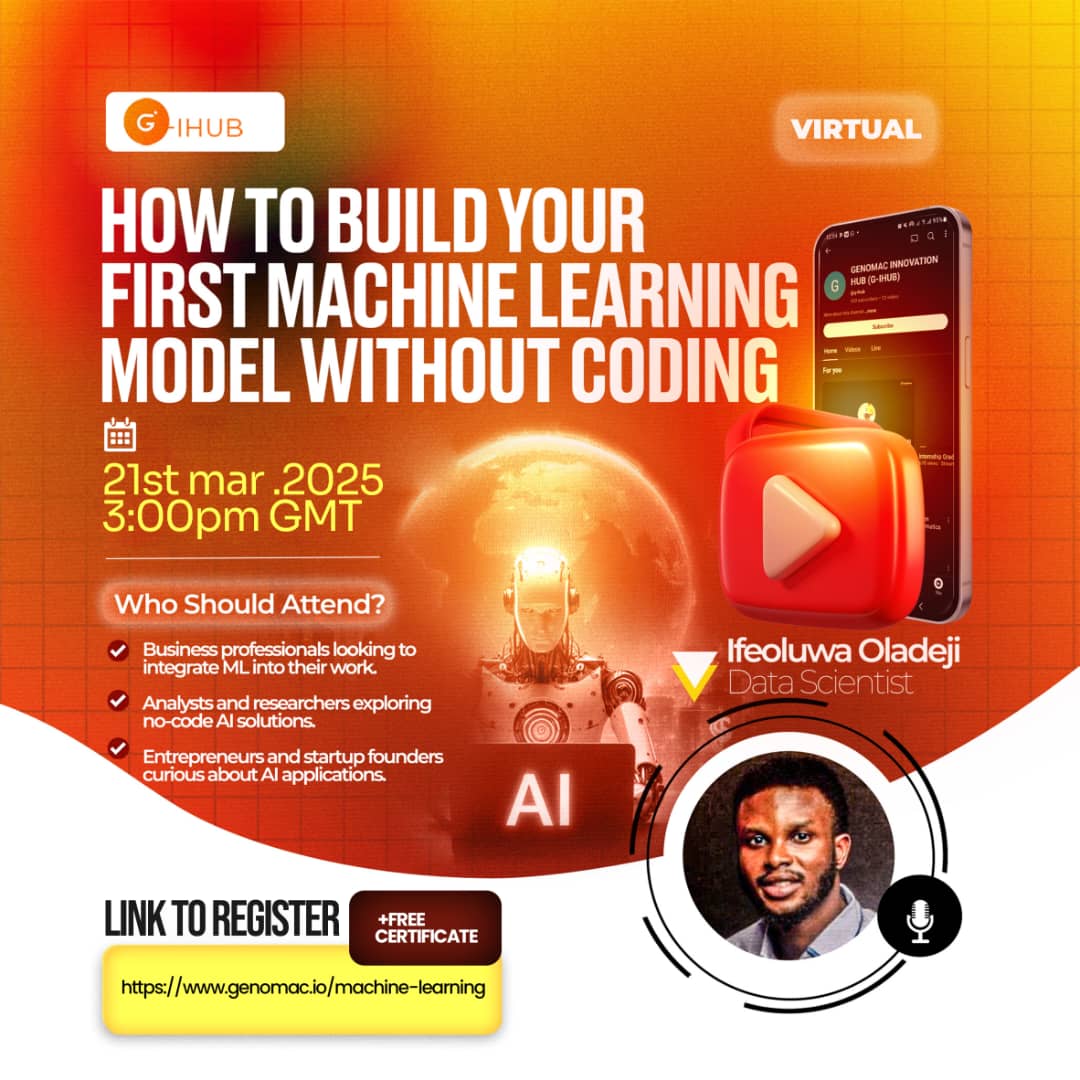 G-IHUB
VIRTUAL
HOW TO BUILD YOUR
FIRST MACHINE LEARNING
MODEL WITHOUT CODING
21st mar .2025
3:00pm GMT
Who Should Attend?
Business professionals looking to
integrate ML into their work.
Analysts and researchers exploring
no-code AI solutions.
Entrepreneurs and startup founders
curious about AI applications.
AI
GENOMAC INNOVATION
HUB (G-IHUB)
G
Subscribe
Home Videos Live
For you
Ifeoluwa Oladeji
Data Scientist
LINK TO REGISTER
+FREE
CERTIFICATE
https://www.genomac.io/machine-learning